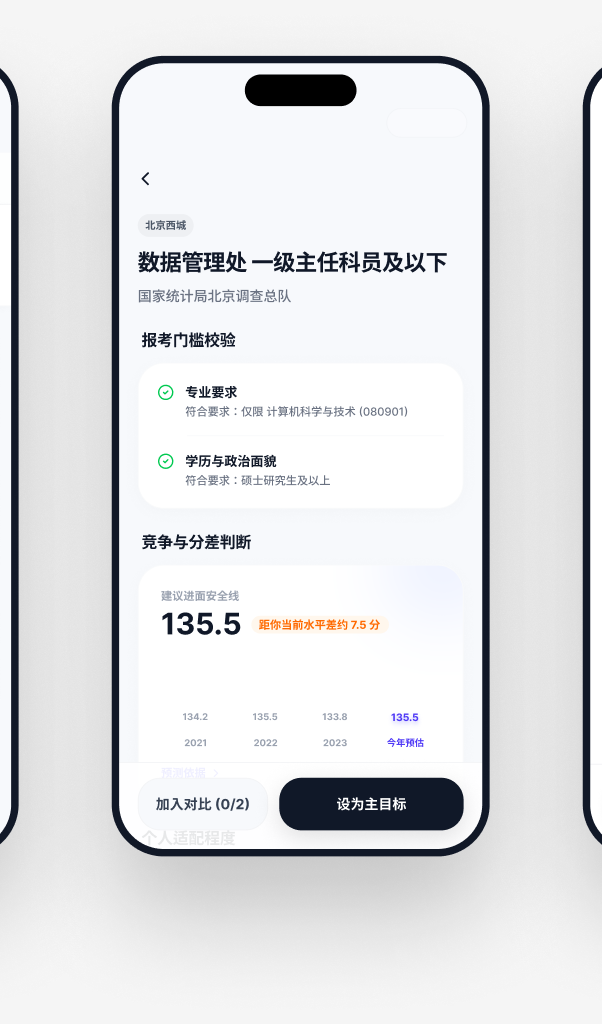 北京西城
数据管理处 一级主任科员及以下
国家统计局北京调查总队
报考门槛校验
专业要求
符合要求：仅限 计算机科学与技术 (080901)
学历与政治面貌
符合要求：硕士研究生及以上
竞争与分差判断
建议进面安全线
135.5 距你当前水平差约 7.5 分
134.2 135.5 133.8 135.5
2021 2022 2023 今年预估
预测依据
加入对比 (0/2) 设为主目标
个人适配程度